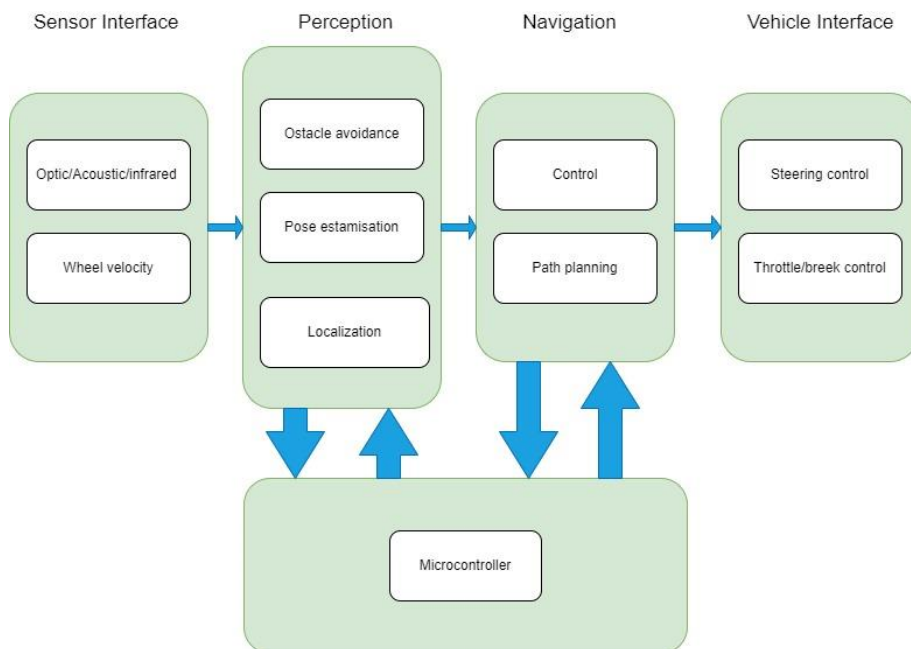 Sensor Interface
Perception
Navigation
Vehicle Interface
Optic/Acoustic/infrared
Wheel velocity
Ostacle avoidance
Pose estamisation
Localization
Control
Path planning
Steering control
Throttle/breek control
Microcontroller